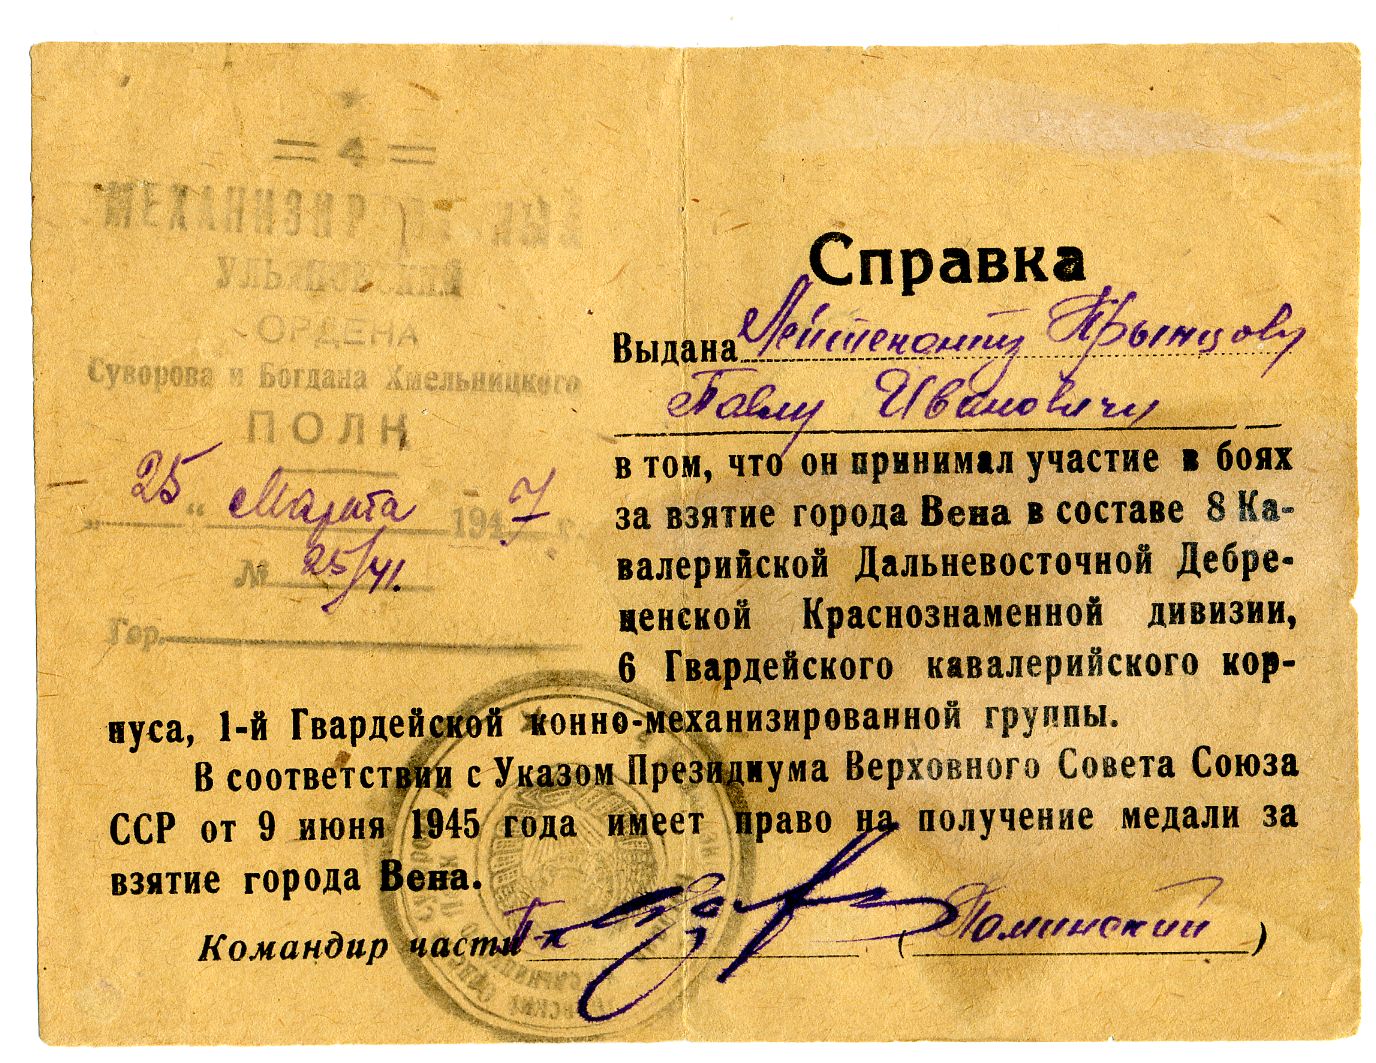 = 4 =
МЕХАНИЗИРОВАННЫЙ
УЛЬЯНОВСКИЙ
ОРДЕНА
Суворова и Богдана Хмельницкого
ПОЛК
„25“ Марта 1947 г.
№ 25/41.
Гор.
Справка
Выдана Лейтенанту Крынцову
Павлу Ивановичу
в том, что он принимал участие в боях
за взятие города Вена в составе 8 Ка-
валерийской Дальневосточной Дебре-
ценской Краснознаменной дивизии,
6 Гвардейского кавалерийского кор-
пуса, 1-й Гвардейской конно-механизированной группы.
В соответствии с Указом Президиума Верховного Совета Союза
ССР от 9 июня 1945 года имеет право на получение медали за
взятие города Вена.
Командир части П-к (Поминский)